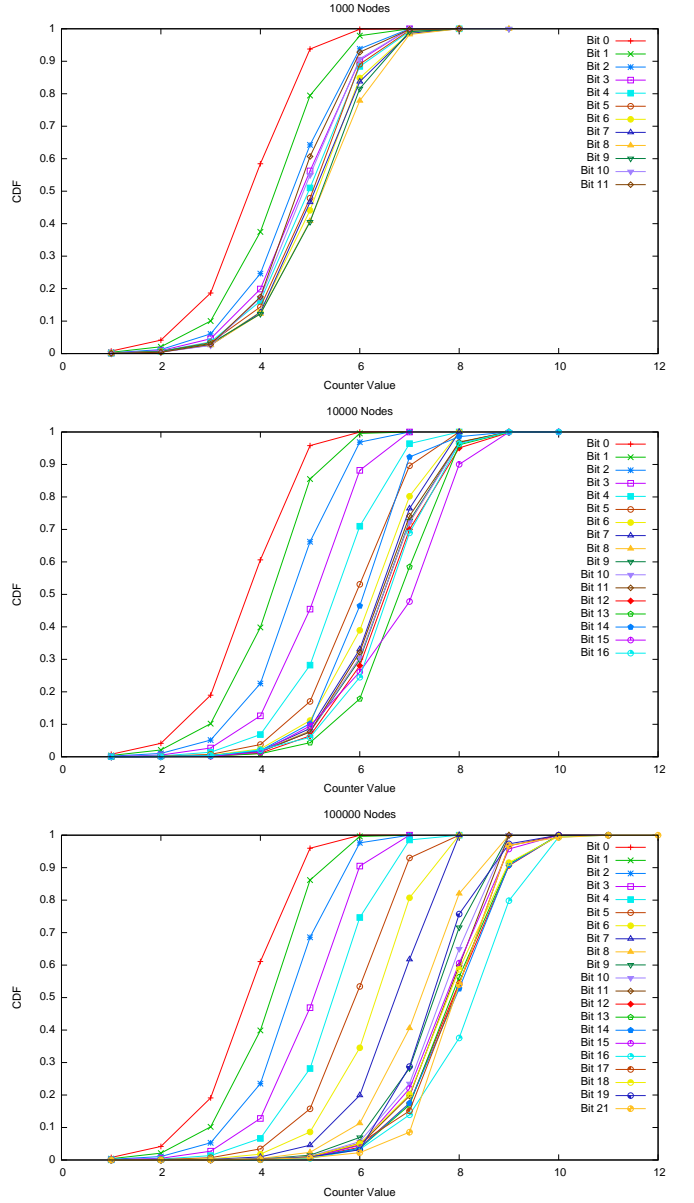 1000 Nodes
1
0.9
0.8
0.7
0.6
0.5
0.4
0.3
0.2
0.1
0
CDF
0 2 4 6 8 10 12
Counter Value
Bit 0
Bit 1
Bit 2
Bit 3
Bit 4
Bit 5
Bit 6
Bit 7
Bit 8
Bit 9
Bit 10
Bit 11
10000 Nodes
1
0.9
0.8
0.7
0.6
0.5
0.4
0.3
0.2
0.1
0
CDF
0 2 4 6 8 10 12
Counter Value
Bit 0
Bit 1
Bit 2
Bit 3
Bit 4
Bit 5
Bit 6
Bit 7
Bit 8
Bit 9
Bit 10
Bit 11
Bit 12
Bit 13
Bit 14
Bit 15
Bit 16
100000 Nodes
1
0.9
0.8
0.7
0.6
0.5
0.4
0.3
0.2
0.1
0
CDF
0 2 4 6 8 10 12
Counter Value
Bit 0
Bit 1
Bit 2
Bit 3
Bit 4
Bit 5
Bit 6
Bit 7
Bit 8
Bit 9
Bit 10
Bit 11
Bit 12
Bit 13
Bit 14
Bit 15
Bit 16
Bit 17
Bit 18
Bit 19
Bit 21